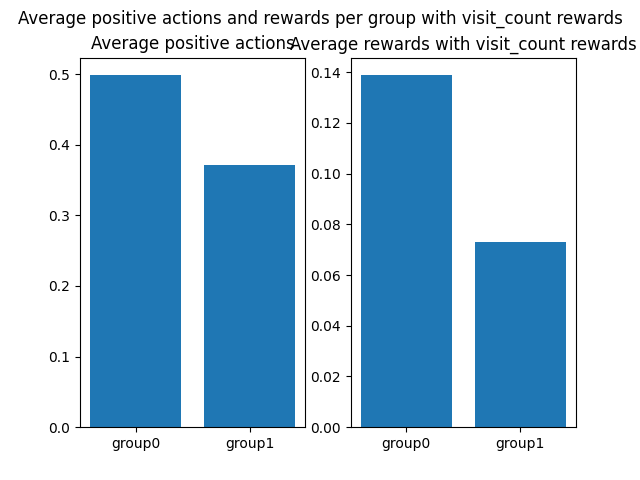 Average positive actions and rewards per group with visit_count rewards
Average positive actions
Average rewards with visit_count rewards
0.5
0.4
0.3
0.2
0.1
0.0
group0
group1
0.14
0.12
0.10
0.08
0.06
0.04
0.02
0.00
group0
group1